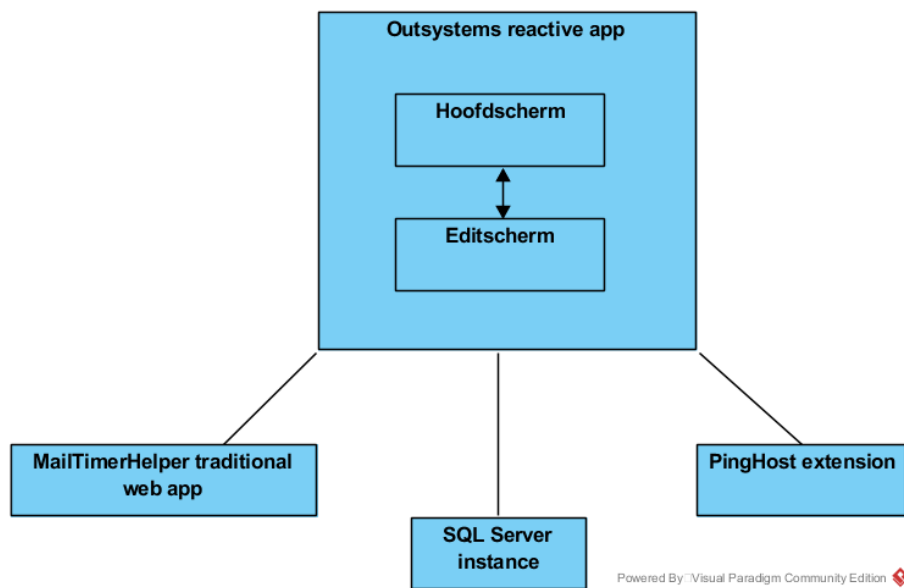 Outsystems reactive app
Hoofdscherm
Editscherm
MailTimerHelper traditional
web app
PingHost extension
SQL Server
instance
Powered By Visual Paradigm Community Edition